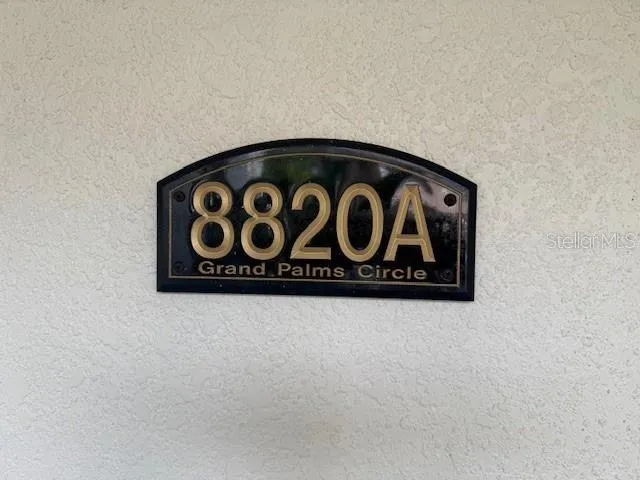 8820A
Grand Palms Circle
StellarMLS